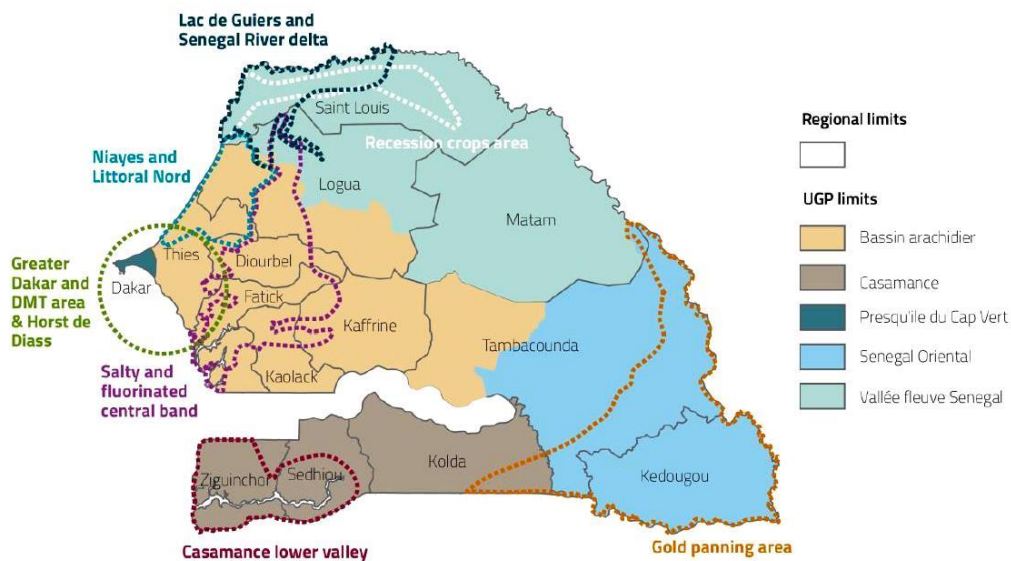 Lac de Guiers and
Senegal River delta
Saint Louis
Recession crops area
Niayes and
Littoral Nord
Logua
Matam
Thies
Diourbel
Dakar
Greater
Dakar and
DMT area
& Horst de
Diass
Fatick
Kaffrine
Tambacounda
Kaolack
Salty and
fluorinated
central band
Kolda
Ziguinchor
Sedhiou
Kedougou
Casamance lower valley
Gold panning area
Regional limits
UGP limits
Bassin arachidier
Casamance
Presqu'ile du Cap Vert
Senegal Oriental
Vallée fleuve Senegal